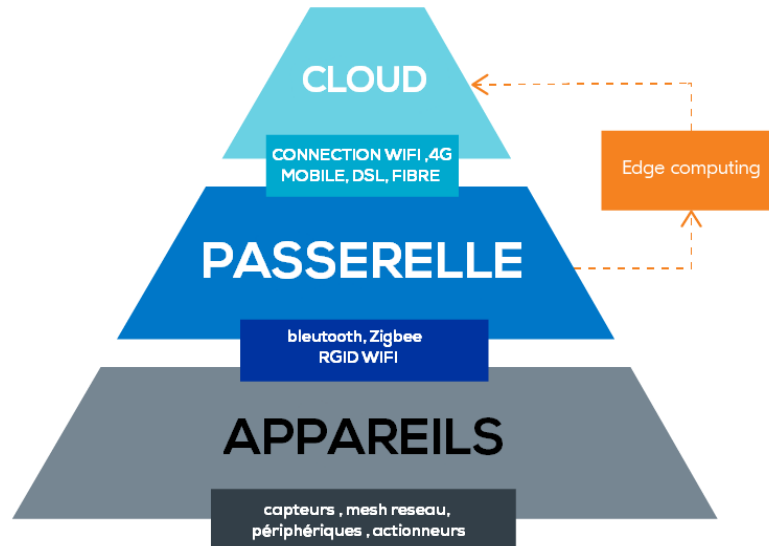 CLOUD
CONNECTION WIFI ,4G
MOBILE, DSL, FIBRE
Edge computing
PASSERELLE
bleutooth, Zigbee
RGID WIFI
APPAREILS
capteurs , mesh reseau,
périphériques , actionneurs